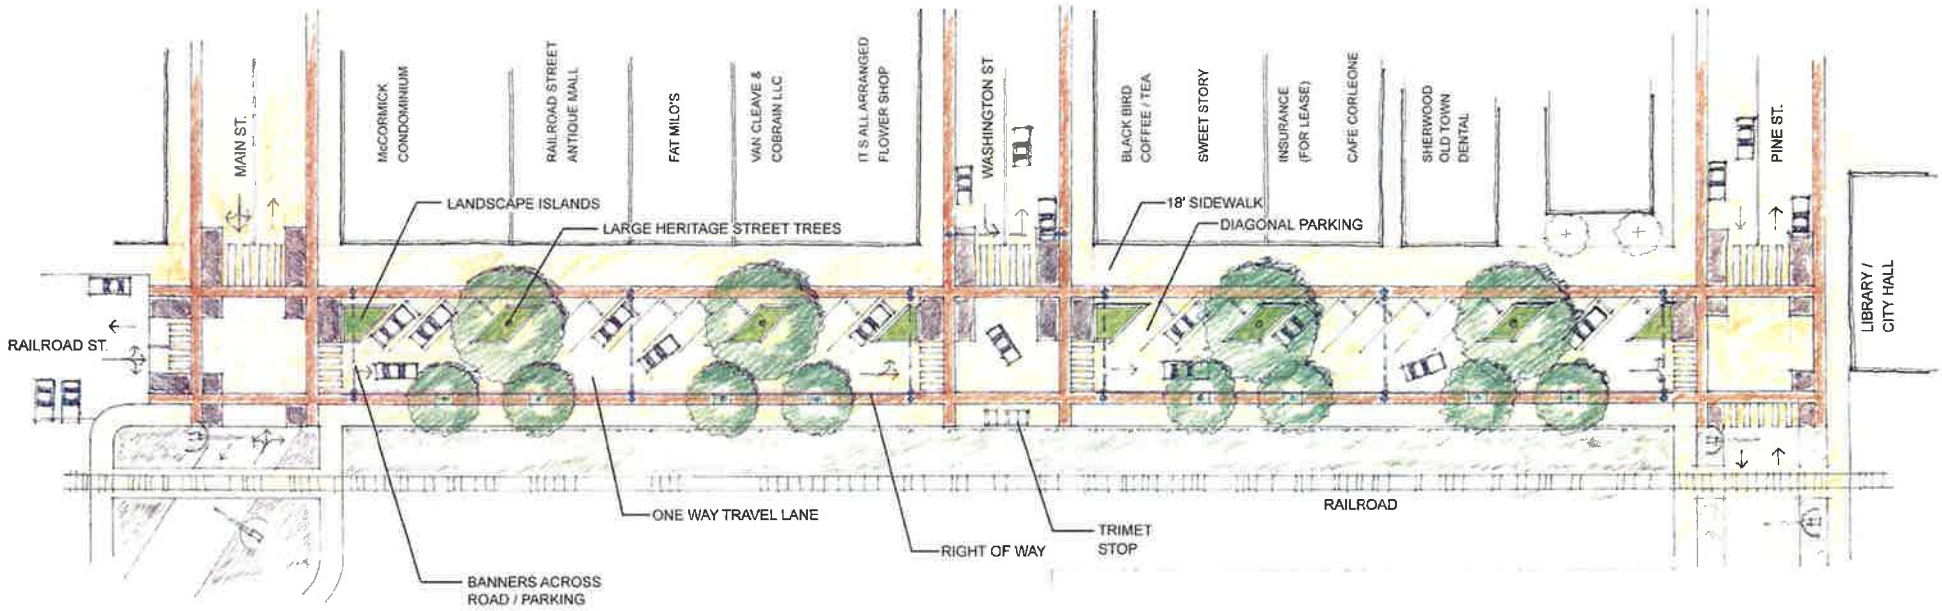 MAIN ST.
McCORMICK
CONDOMINIUM
RAILROAD STREET
ANTIQUE MALL
FAT MILO'S
VAN CLEAVE &
COBRAIN LLC
IT S ALL ARRANGED
FLOWER SHOP
WASHINGTON ST
BLACK BIRD
COFFEE / TEA
SWEET STORY
INSURANCE
(FOR LEASE)
CAFE CORLEONE
SHERWOOD
OLD TOWN
DENTAL
PINE ST.
LANDSCAPE ISLANDS
LARGE HERITAGE STREET TREES
18' SIDEWALK
DIAGONAL PARKING
LIBRARY /
CITY HALL
RAILROAD ST.
RAILROAD
ONE WAY TRAVEL LANE
RIGHT OF WAY
TRIMET
STOP
BANNERS ACROSS
ROAD / PARKING